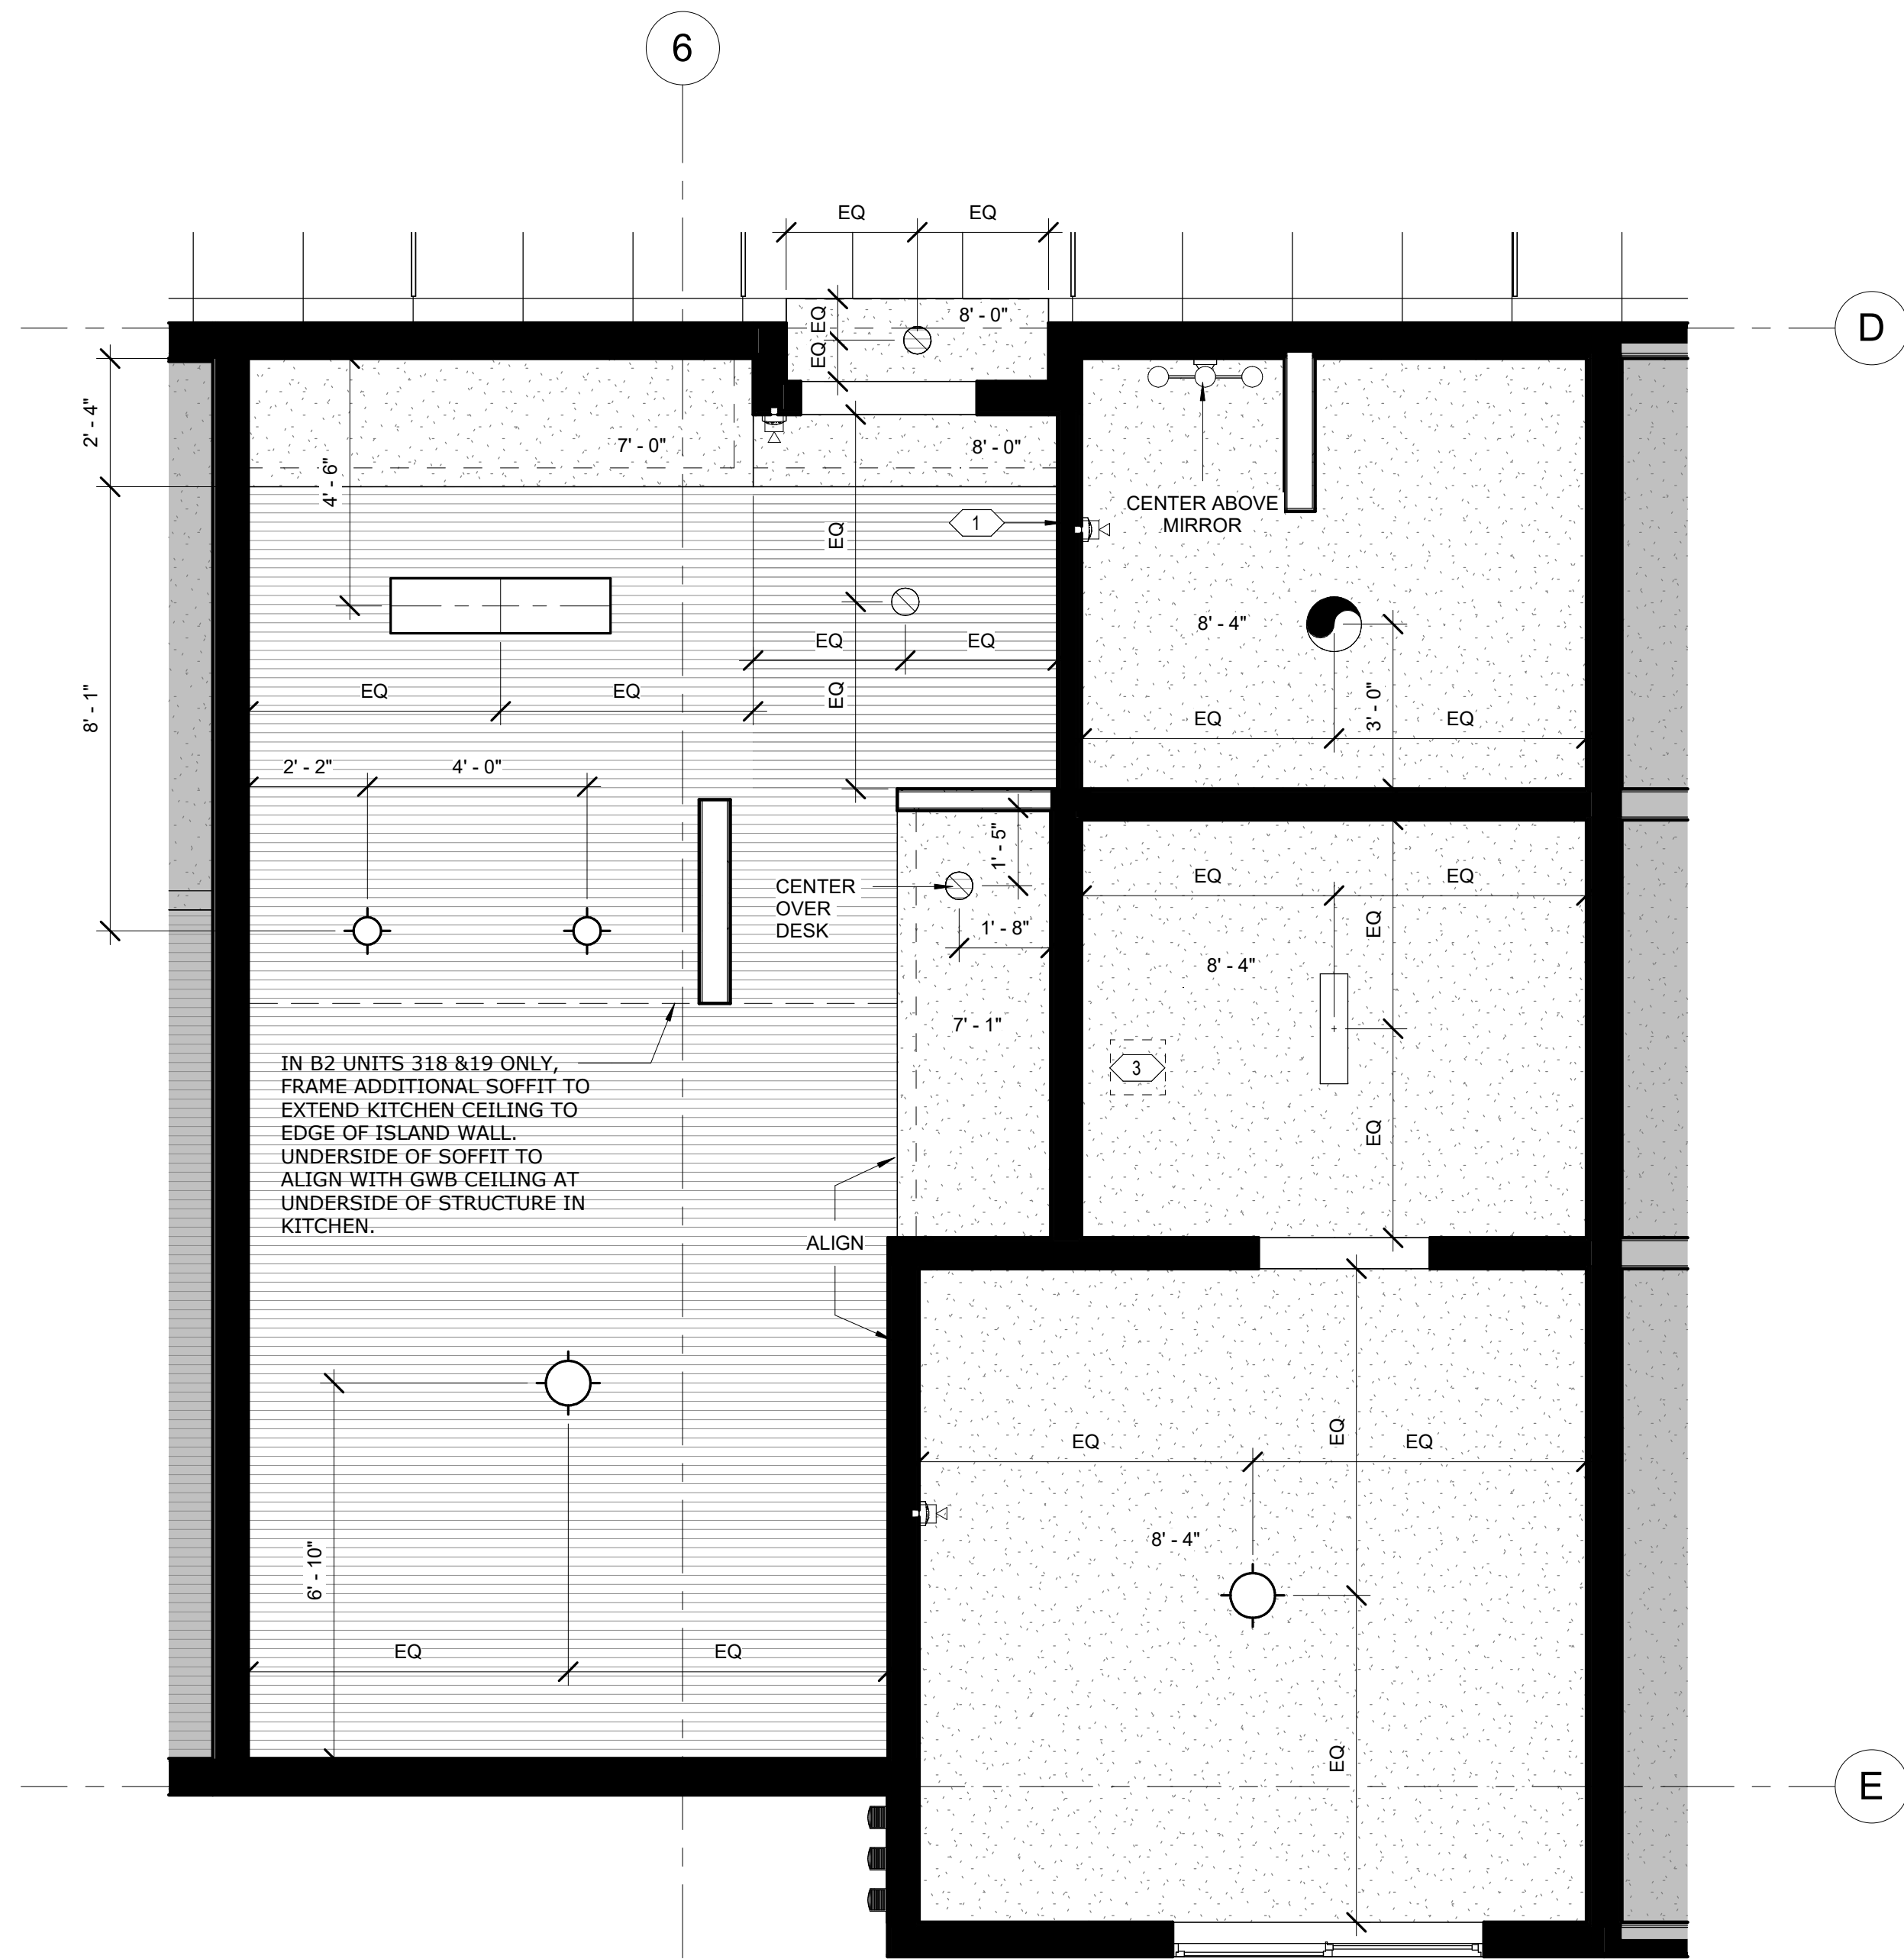 6
EQ
EQ
8' - 0"
EQ
EQ
D
2' - 4"
7' - 0"
8' - 0"
4' - 6"
CENTER ABOVE
MIRROR
1
EQ
8' - 4"
EQ
EQ
EQ
EQ
EQ
8' - 1"
3' - 0"
EQ
EQ
2' - 2"
4' - 0"
1' - 5"
CENTER
OVER
DESK
EQ
EQ
EQ
1' - 8"
8' - 4"
7' - 1"
3
IN B2 UNITS 318 &19 ONLY,
FRAME ADDITIONAL SOFFIT TO
EXTEND KITCHEN CEILING TO
EDGE OF ISLAND WALL.
UNDERSIDE OF SOFFIT TO
ALIGN WITH GWB CEILING AT
UNDERSIDE OF STRUCTURE IN
KITCHEN.
EQ
ALIGN
EQ
EQ
EQ
8' - 4"
6' - 10"
EQ
EQ
EQ
E